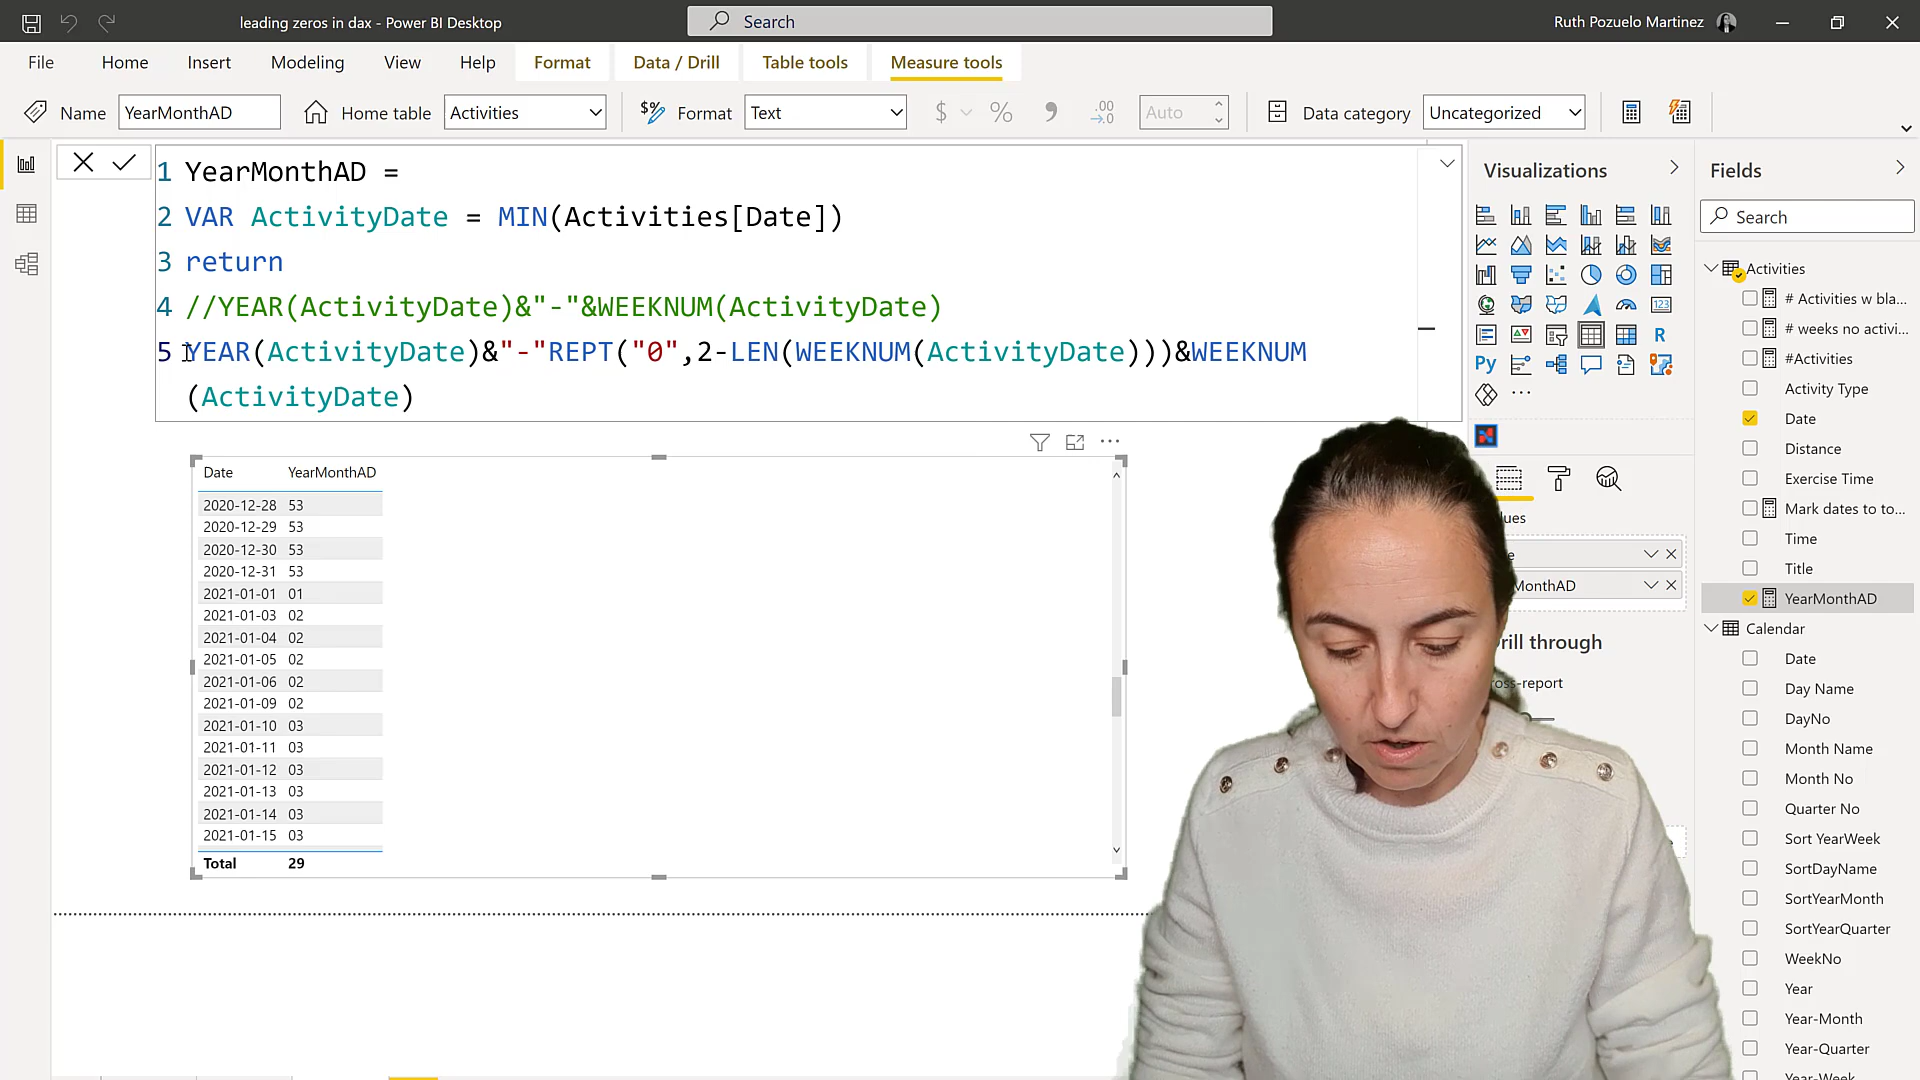 leading zeros in dax - Power BI Desktop
Search
Ruth Pozuelo Martinez
File
Home
Insert
Modeling
View
Help
Format
Data / Drill
Table tools
Measure tools
Name
YearMonthAD
Home table
Activities
Format
Text
$
%
Auto
Data category
Uncategorized
1 YearMonthAD =
2 VAR ActivityDate = MIN(Activities[Date])
3 return
4 //YEAR(ActivityDate)&"-"&WEEKNUM(ActivityDate)
5 YEAR(ActivityDate)&"-"REPT("0",2-LEN(WEEKNUM(ActivityDate)))&WEEKNUM
(ActivityDate)
Date YearMonthAD
2020-12-28 53
2020-12-29 53
2020-12-30 53
2020-12-31 53
2021-01-01 01
2021-01-03 02
2021-01-04 02
2021-01-05 02
2021-01-06 02
2021-01-09 02
2021-01-10 03
2021-01-11 03
2021-01-12 03
2021-01-13 03
2021-01-14 03
2021-01-15 03
Total 29
Visualizations
123
R
Py
MonthAD
Fields
Search
Activities
# Activities w bla...
# weeks no activi...
#Activities
Activity Type
Date
Distance
Exercise Time
Mark dates to to...
Time
Title
YearMonthAD
Calendar
Date
Day Name
DayNo
Month Name
Month No
Quarter No
Sort YearWeek
SortDayName
SortYearMonth
SortYearQuarter
WeekNo
Year
Year-Month
Year-Quarter
Year-Week